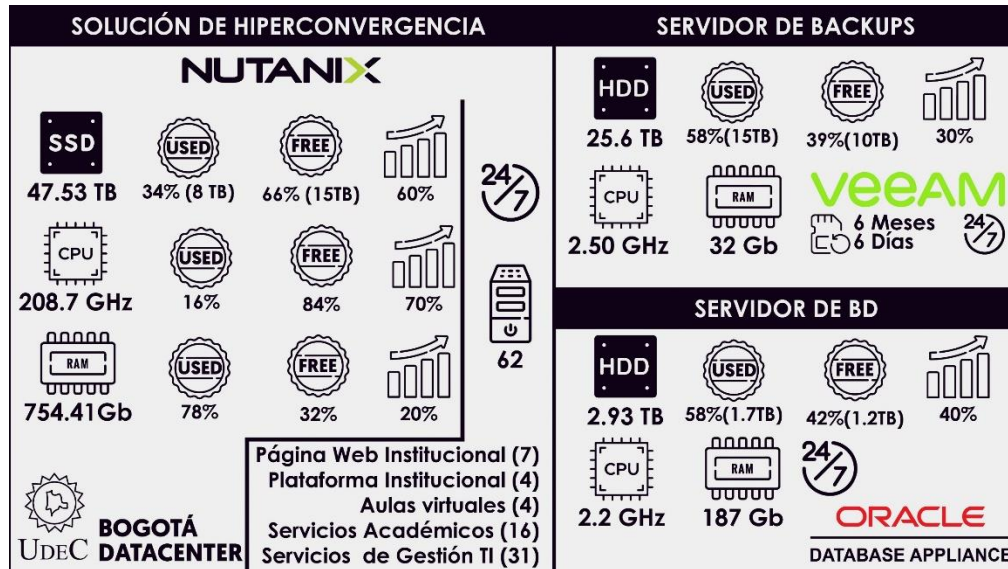 SOLUCIÓN DE HIPERCONVERGENCIA
NUTANIX
SSD
USED
FREE
47.53 TB
34% (8 TB)
66% (15TB)
60%
CPU
USED
FREE
208.7 GHz
16%
84%
70%
RAM
USED
FREE
754.41Gb
78%
32%
20%
24/7
62
Página Web Institucional (7)
Plataforma Institucional (4)
Aulas virtuales (4)
Servicios Académicos (16)
Servicios de Gestión TI (31)
UDEC
BOGOTÁ
DATACENTER
SERVIDOR DE BACKUPS
HDD
USED
FREE
25.6 TB
58%(15TB)
39%(10TB)
30%
CPU
RAM
2.50 GHz
32 Gb
veeAM
6 Meses
6 Días
24/7
SERVIDOR DE BD
HDD
USED
FREE
2.93 TB
58%(1.7TB)
42%(1.2TB)
40%
CPU
RAM
24/7
2.2 GHz
187 Gb
ORACLE
DATABASE APPLIANCE